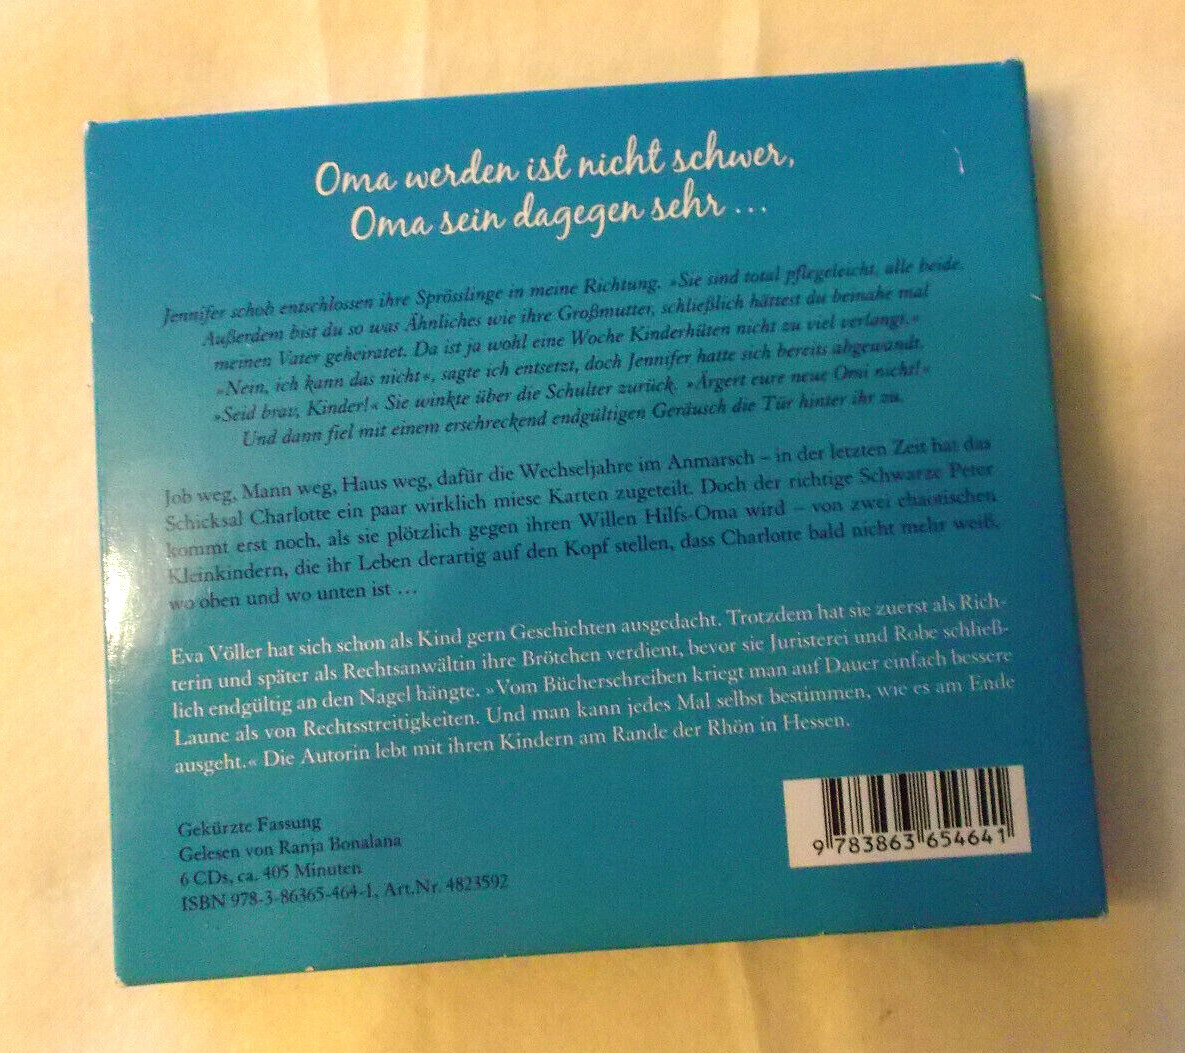 Oma werden ist nicht schwer,
Oma sein dagegen sehr ...
Jennifer schob entschlossen ihre Sprösslinge in meine Richtung. »Sie sind total pflegeleicht, alle beide.
Außerdem bist du so was Ähnliches wie ihre Großmutter, schließlich hättest du beinahe mal
meinen Vater geheiratet. Da ist ja wohl eine Woche Kinderhüten nicht zu viel verlangt.«
»Nein, ich kann das nicht«, sagte ich entsetzt, doch Jennifer hatte sich bereits abgewandt.
»Seid brav, Kinder!« Sie winkte über die Schulter zurück. »Ärgert eure neue Omi nicht!«
Und dann fiel mit einem erschreckend endgültigen Geräusch die Tür hinter ihr zu.
Job weg, Mann weg, Haus weg, dafür die Wechseljahre im Anmarsch – in der letzten Zeit hat das
Schicksal Charlotte ein paar wirklich miese Karten zugeteilt. Doch der richtige Schwarze Peter
kommt erst noch, als sie plötzlich gegen ihren Willen Hilfs-Oma wird – von zwei chaotischen
Kleinkindern, die ihr Leben derartig auf den Kopf stellen, dass Charlotte bald nicht mehr weiß,
wo oben und wo unten ist ...
Eva Völler hat sich schon als Kind gern Geschichten ausgedacht. Trotzdem hat sie zuerst als Rich-
terin und später als Rechtsanwältin ihre Brötchen verdient, bevor sie Juristerei und Robe schließ-
lich endgültig an den Nagel hängte. »Vom Bücherschreiben kriegt man auf Dauer einfach bessere
Laune als von Rechtsstreitigkeiten. Und man kann jedes Mal selbst bestimmen, wie es am Ende
ausgeht.« Die Autorin lebt mit ihren Kindern am Rande der Rhön in Hessen.
Gekürzte Fassung
Gelesen von Ranja Bonalana
6 CDs, ca. 405 Minuten
ISBN 978-3-86365-464-1, Art.Nr. 4823592
9 783863 654641